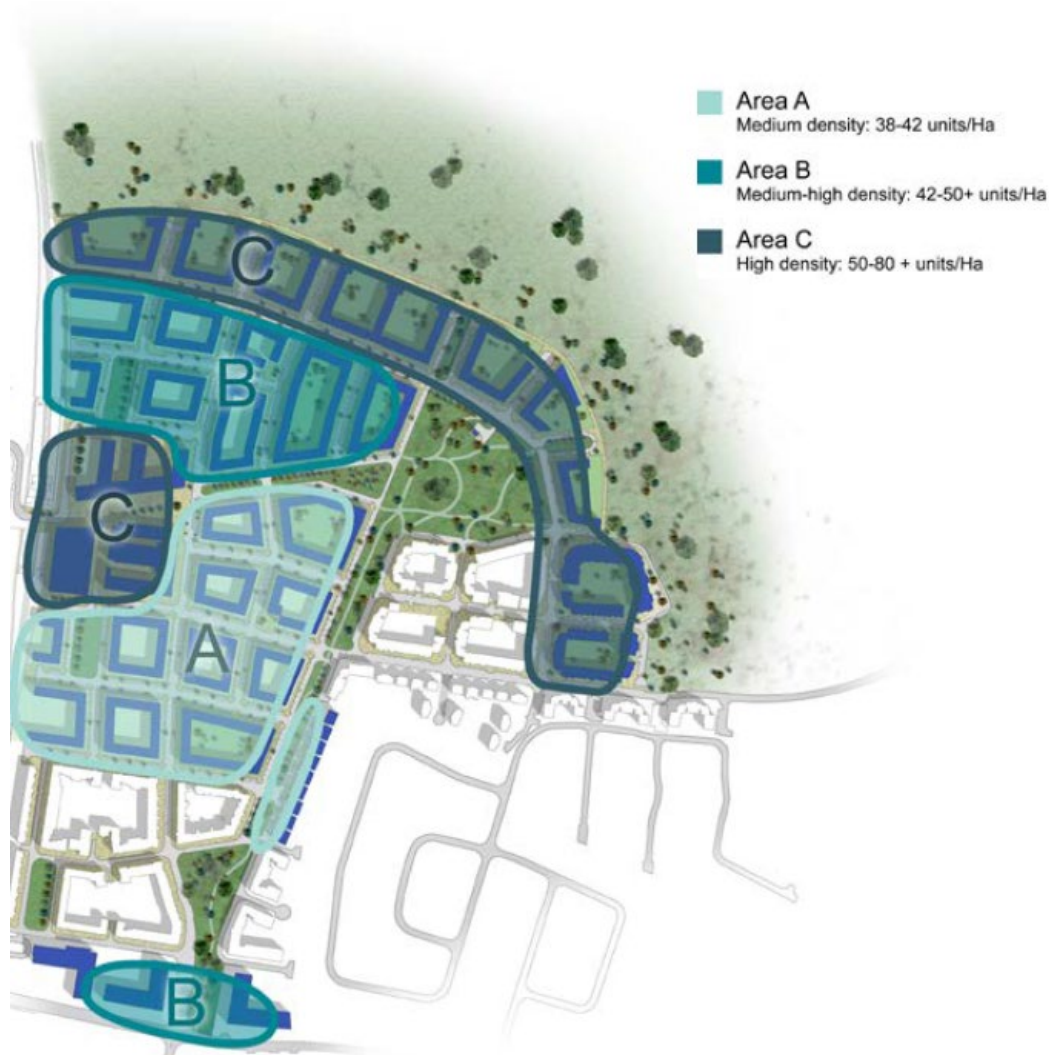 Area A
Medium density: 38-42 units/Ha
Area B
Medium-high density: 42-50+ units/Ha
Area C
High density: 50-80 + units/Ha
C
B
C
A
B